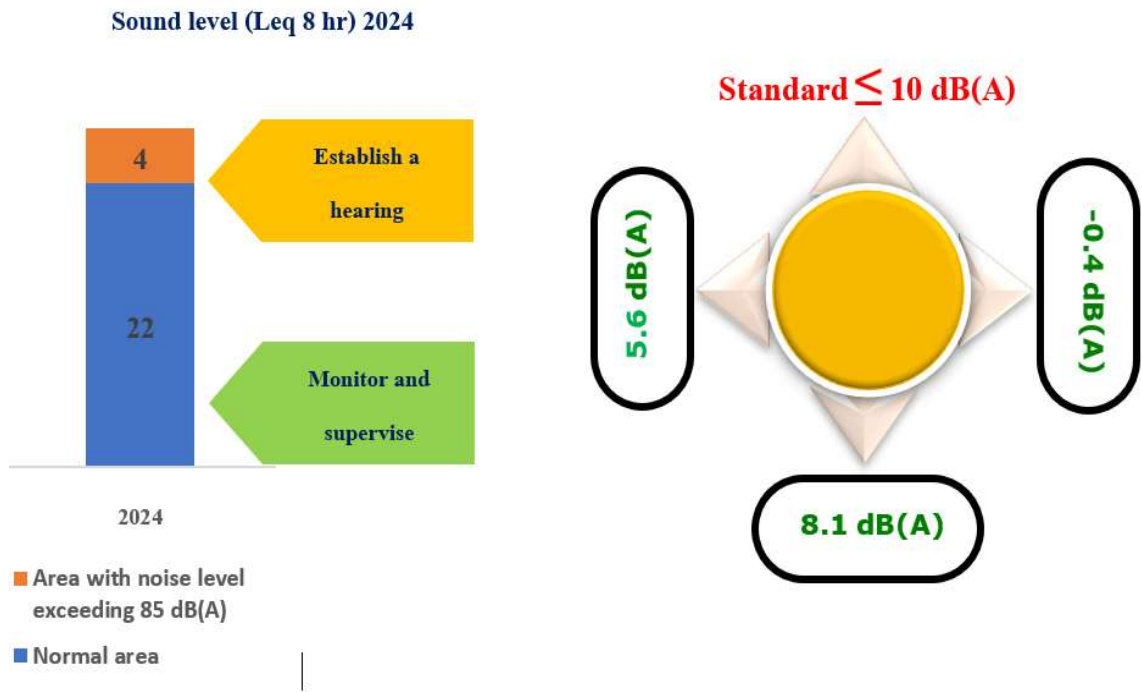 Sound level (Leq 8 hr) 2024
4
22
Establish a
hearing
Monitor and
supervise
2024
Area with noise level
exceeding 85 dB(A)
Normal area
Standard ≤ 10 dB(A)
5.6 dB(A)
-0.4 dB(A)
8.1 dB(A)